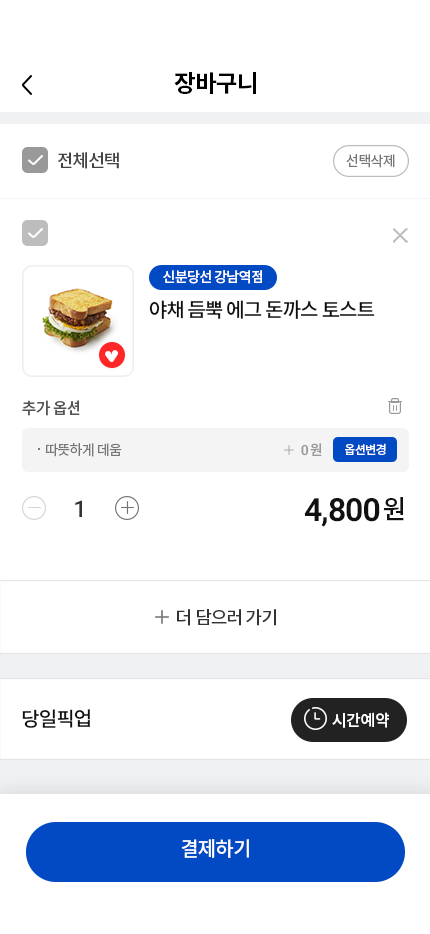 장바구니
전체선택
선택삭제
신분당선 강남역점
야채 듬뿍 에그 돈까스 토스트
추가 옵션
· 따뜻하게 데움
+ 0원
옵션변경
1
4,800원
+ 더 담으러 가기
당일픽업
시간예약
결제하기